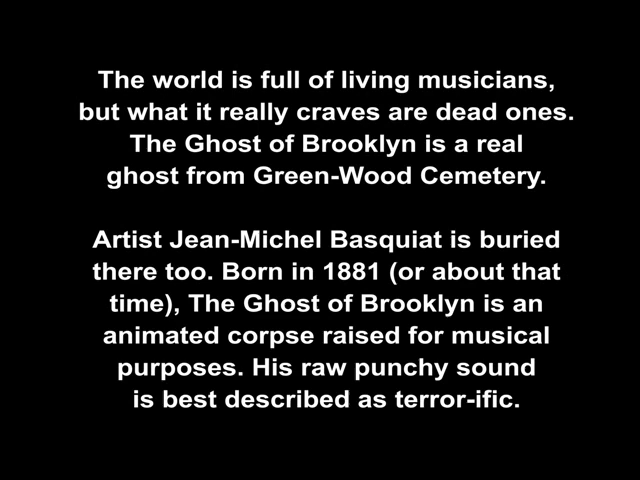 The world is full of living musicians,
but what it really craves are dead ones.
The Ghost of Brooklyn is a real
ghost from Green-Wood Cemetery.
Artist Jean-Michel Basquiat is buried
there too. Born in 1881 (or about that
time), The Ghost of Brooklyn is an
animated corpse raised for musical
purposes. His raw punchy sound
is best described as terror-ific.